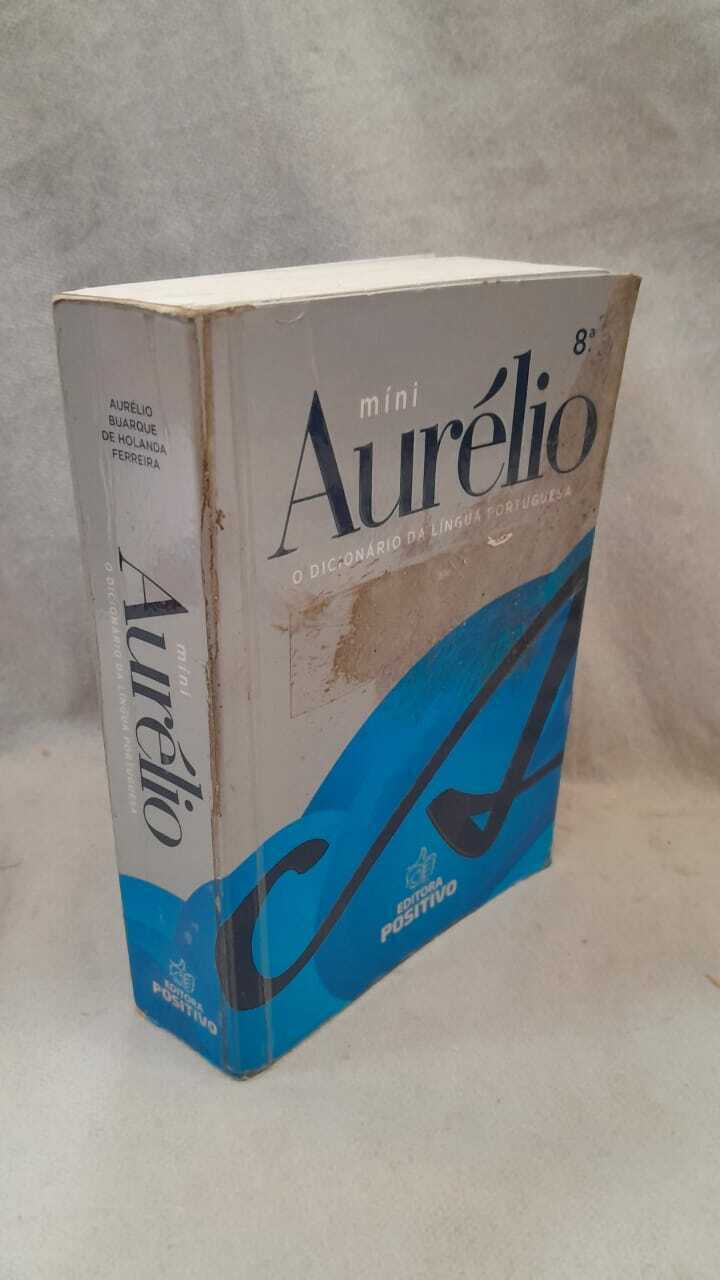 AURÉLIO
BUARQUE
DE HOLANDA
FERREIRA
míni
Aurélio
O DICIONÁRIO DA LÍNGUA PORTUGUESA
EDITORA
POSITIVO
8.ª
míni
Aurélio
O DICIONÁRIO DA LÍNGUA PORTUGUESA
A
EDITORA
POSITIVO